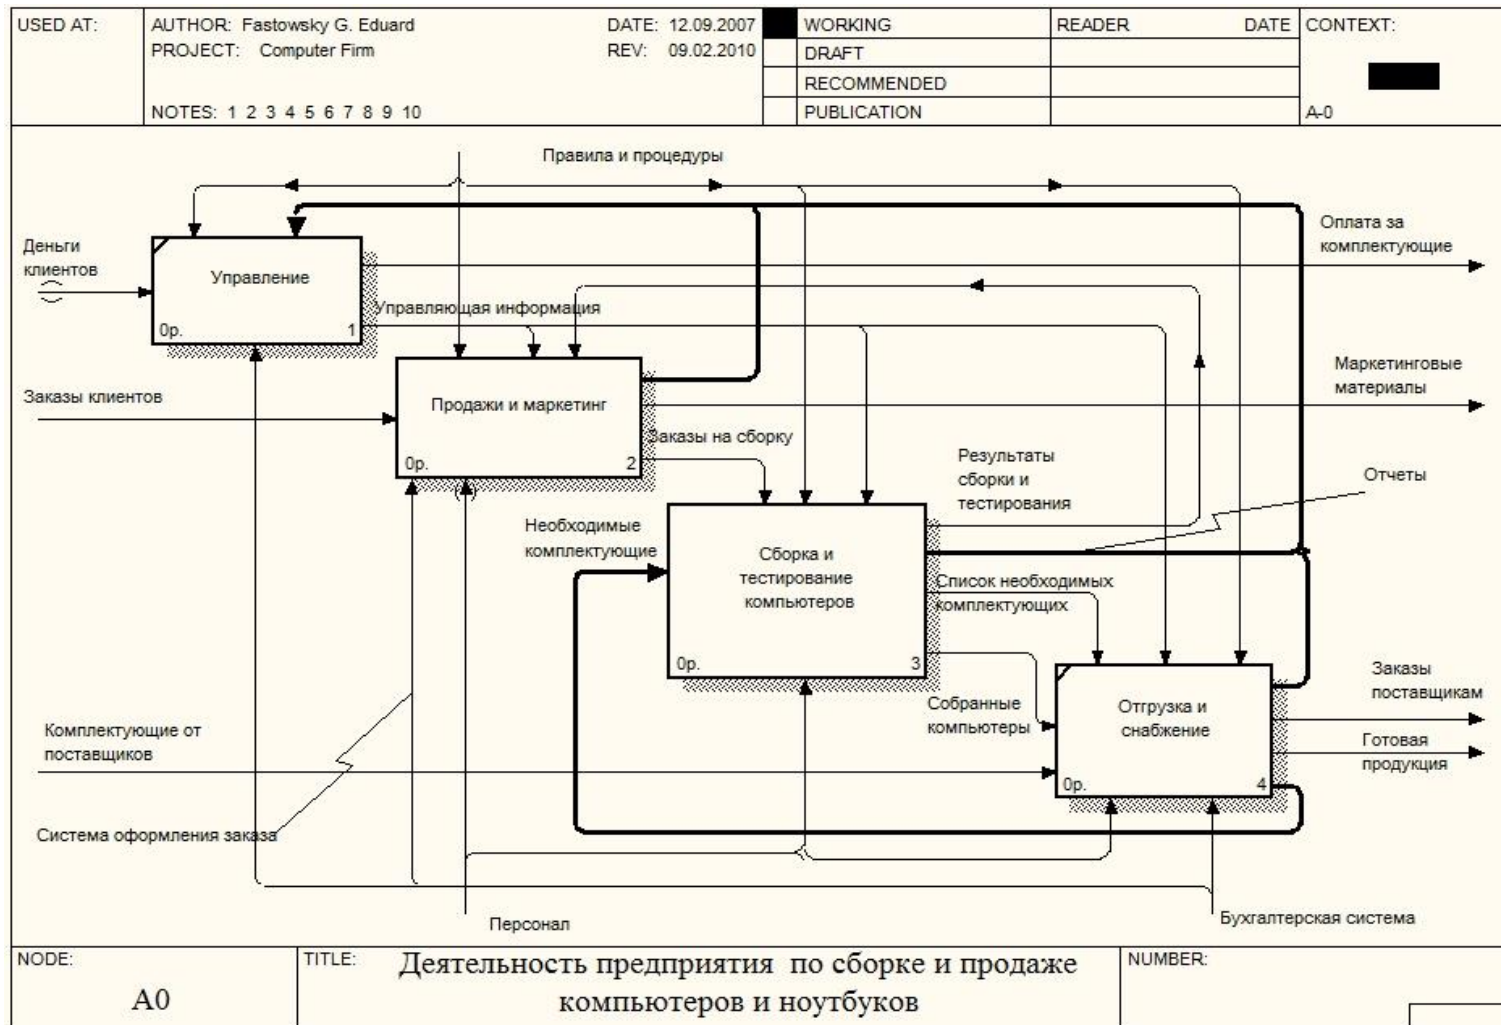 USED AT:
AUTHOR: Fastowsky G. Eduard
DATE: 12.09.2007
WORKING
READER
DATE
CONTEXT:
PROJECT: Computer Firm
REV: 09.02.2010
DRAFT
RECOMMENDED
NOTES: 1 2 3 4 5 6 7 8 9 10
PUBLICATION
A-0
Правила и процедуры
Деньги
клиентов
Управление
0р.
1
Оплата за
комплектующие
Управляющая информация
Заказы клиентов
Продажи и маркетинг
0р.
2
Маркетинговые
материалы
Заказы на сборку
Результаты
сборки и
тестирования
Отчеты
Необходимые
комплектующие
Сборка и
тестирование
компьютеров
0р.
3
Список необходимых
комплектующих
Собранные
компьютеры
Отгрузка и
снабжение
0р.
4
Заказы
поставщикам
Готовая
продукция
Комплектующие от
поставщиков
Система оформления заказа
Персонал
Бухгалтерская система
NODE:
A0
TITLE:
Деятельность предприятия по сборке и продаже
компьютеров и ноутбуков
NUMBER: